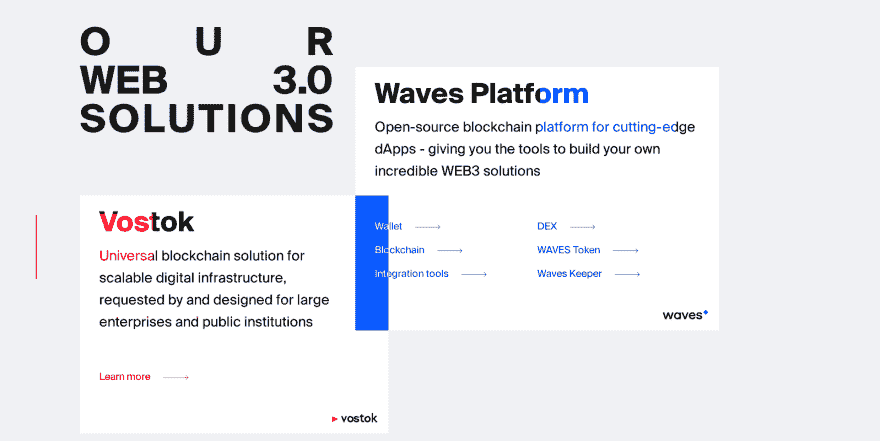 OUR
WEB 3.0
SOLUTIONS
Waves Platform
Open-source blockchain platform for cutting-edge
dApps - giving you the tools to build your own
incredible WEB3 solutions
Wallet
DEX
Blockchain
WAVES Token
Integration tools
Waves Keeper
waves
Vostok
Universal blockchain solution for
scalable digital infrastructure,
requested by and designed for large
enterprises and public institutions
Learn more
vostok